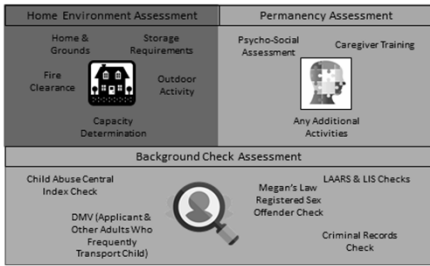 Home Environment Assessment
Home &
Grounds
Storage
Requirements
Fire
Clearance
Outdoor
Activity
Capacity
Determination
Permanency Assessment
Psycho-Social
Assessment
Caregiver Training
Any Additional
Activities
Background Check Assessment
Child Abuse Central
Index Check
DMV (Applicant &
Other Adults Who
Frequently
Transport Child)
Megan's Law
Registered Sex
Offender Check
LAARS & LIS Checks
Criminal Records
Check